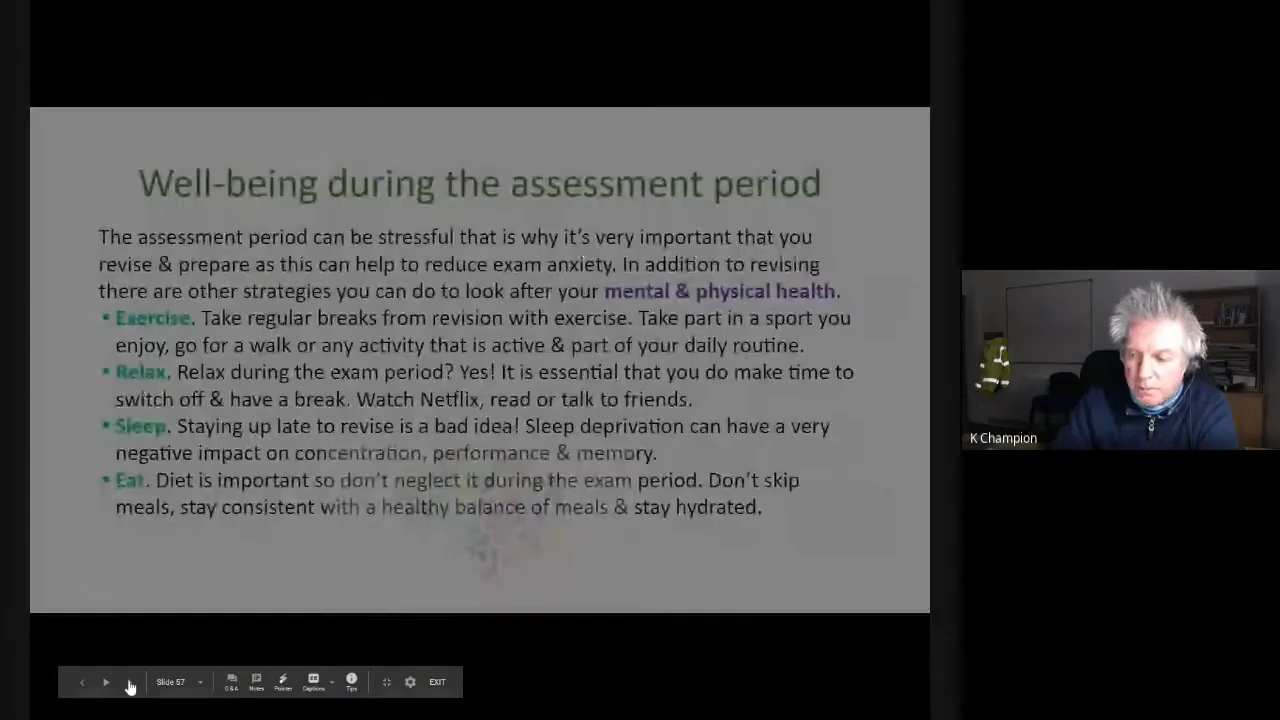 Well-being during the assessment period
The assessment period can be stressful that is why it's very important that you
revise & prepare as this can help to reduce exam anxiety. In addition to revising
there are other strategies you can do to look after your mental & physical health.
• Exercise. Take regular breaks from revision with exercise. Take part in a sport you
enjoy, go for a walk or any activity that is active & part of your daily routine.
• Relax. Relax during the exam period? Yes! It is essential that you do make time to
switch off & have a break. Watch Netflix, read or talk to friends.
• Sleep. Staying up late to revise is a bad idea! Sleep deprivation can have a very
negative impact on concentration, performance & memory.
• Eat. Diet is important so don't neglect it during the exam period. Don't skip
meals, stay consistent with a healthy balance of meals & stay hydrated.
K Champion
Slide 57
Q&A
Notes
Pointer
Captions
Tips
EXIT